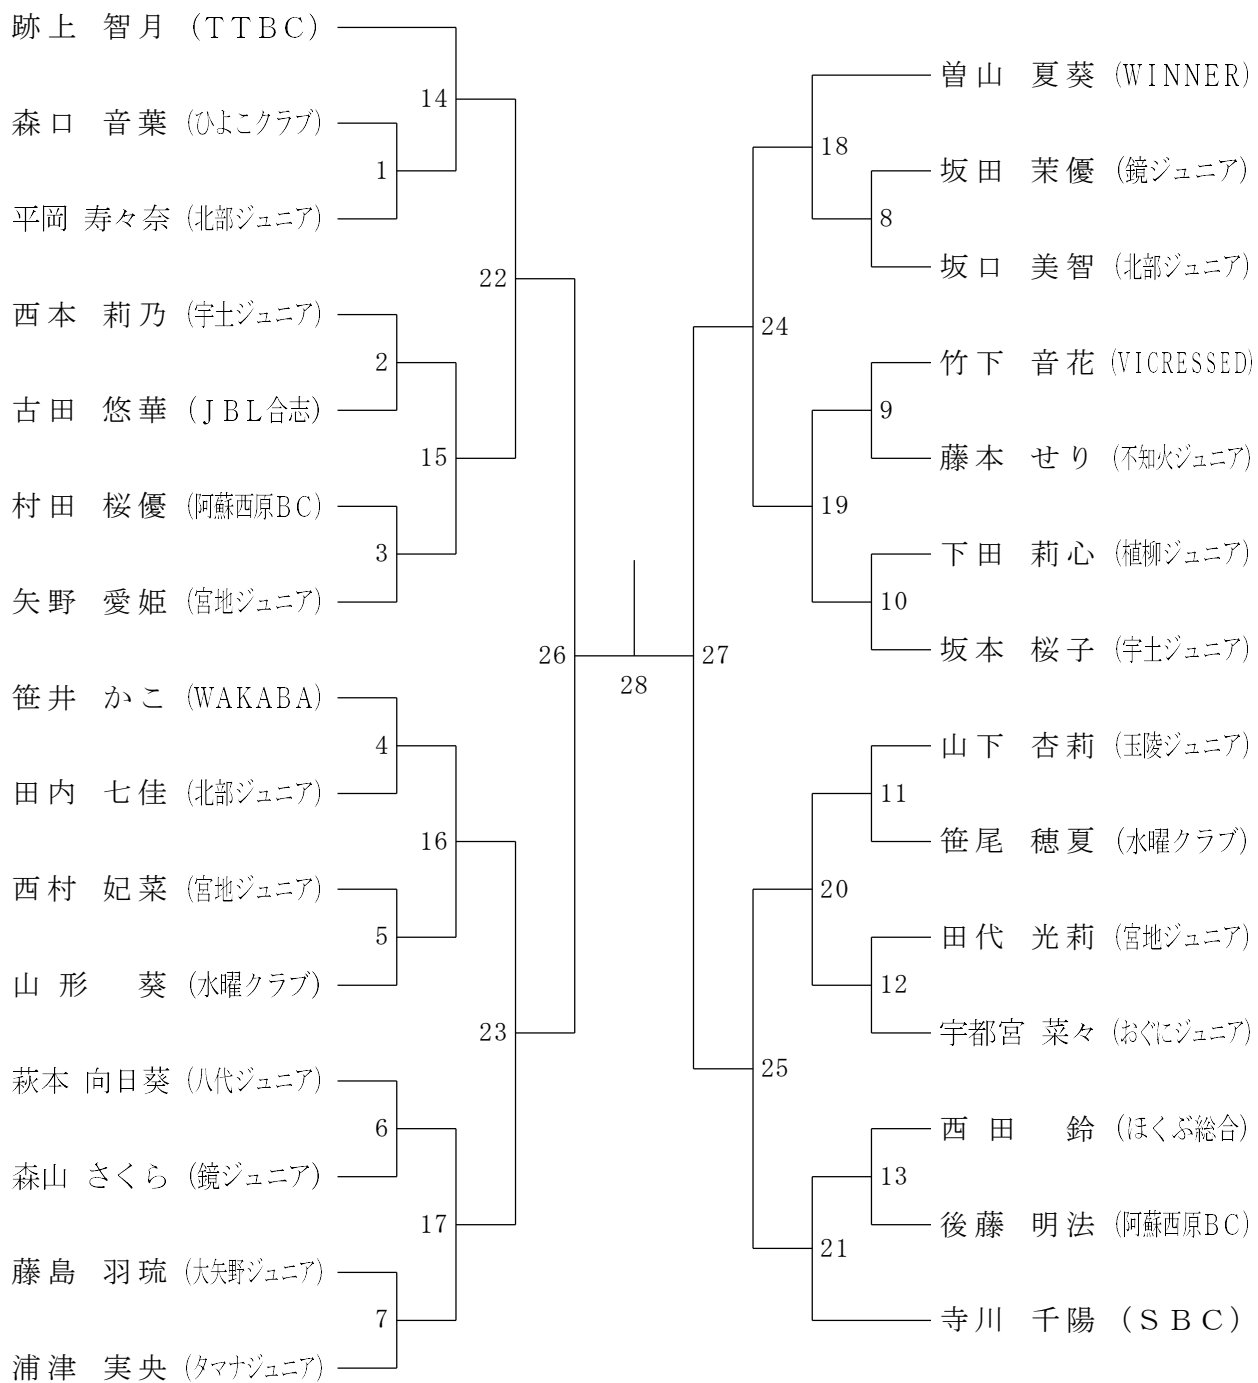 跡上 智月 (ＴＴＢＣ)
森口 音葉 (ひよこクラブ)
平岡 寿々奈 (北部ジュニア)
西本 莉乃 (宇土ジュニア)
古田 悠華 (ＪＢＬ合志)
村田 桜優 (阿蘇西原ＢＣ)
矢野 愛姫 (宮地ジュニア)
笹井 かこ (WAKABA)
田内 七佳 (北部ジュニア)
西村 妃菜 (宮地ジュニア)
山形 葵 (水曜クラブ)
萩本 向日葵 (八代ジュニア)
森山 さくら (鏡ジュニア)
藤島 羽琉 (大矢野ジュニア)
浦津 実央 (タマナジュニア)
1
2
3
4
5
6
7
14
15
16
17
22
23
26
28
27
24
25
18
19
20
21
8
9
10
11
12
13
曽山 夏葵 (WINNER)
坂田 茉優 (鏡ジュニア)
坂口 美智 (北部ジュニア)
竹下 音花 (VICRESSED)
藤本 せり (不知火ジュニア)
下田 莉心 (植柳ジュニア)
坂本 桜子 (宇土ジュニア)
山下 杏莉 (玉陵ジュニア)
笹尾 穂夏 (水曜クラブ)
田代 光莉 (宮地ジュニア)
宇都宮 菜々 (おぐにジュニア)
西田 鈴 (ほくぶ総合)
後藤 明法 (阿蘇西原ＢＣ)
寺川 千陽 (ＳＢＣ)